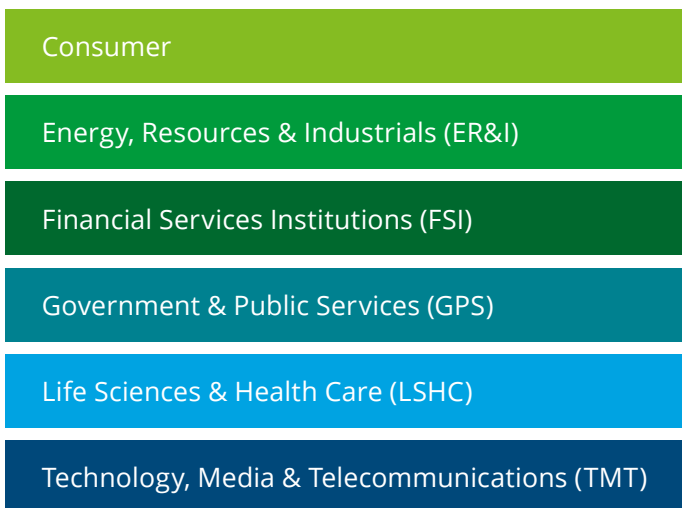 Consumer
Energy, Resources & Industrials (ER&I)
Financial Services Institutions (FSI)
Government & Public Services (GPS)
Life Sciences & Health Care (LSHC)
Technology, Media & Telecommunications (TMT)